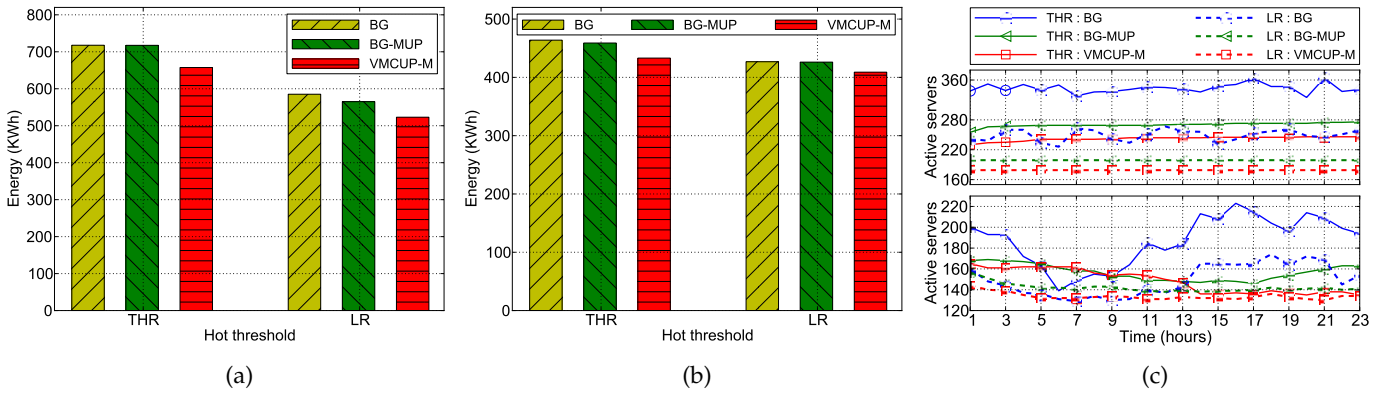 800
700
600
500
400
300
200
100
0
Energy (KWh)
BG
BG-MUP
VMCUP-M
THR
LR
Hot threshold
(a)
500
400
300
200
100
0
Energy (KWh)
BG
BG-MUP
VMCUP-M
THR
LR
Hot threshold
(b)
THR : BG
THR : BG-MUP
THR : VMCUP-M
LR : BG
LR : BG-MUP
LR : VMCUP-M
360
280
220
160
Active servers
220
200
180
160
140
120
Active servers
1 3 5 7 9 11 13 15 17 19 21 23
Time (hours)
(c)